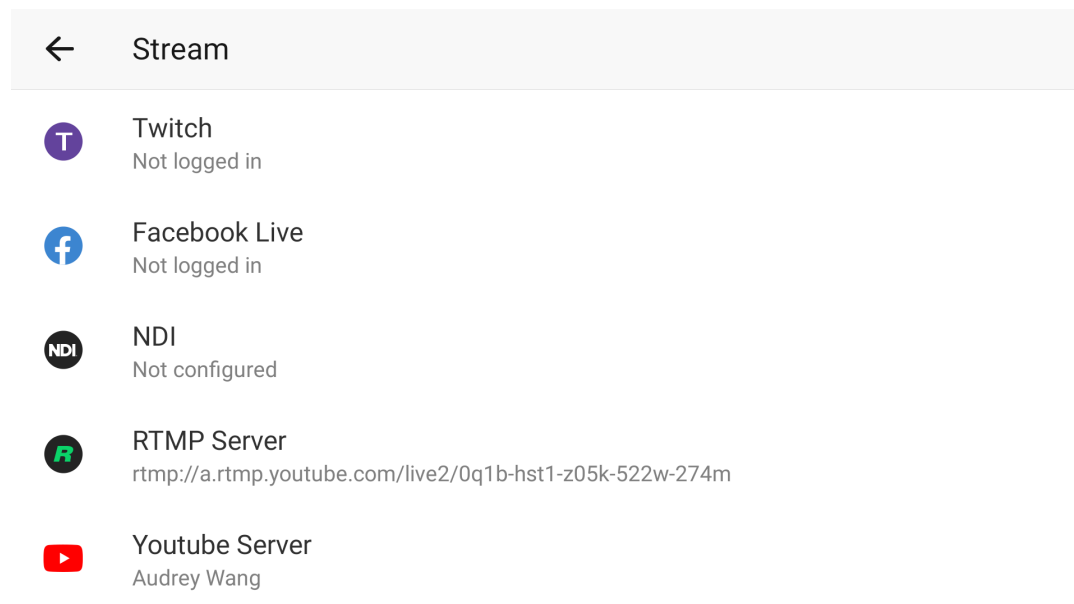 Stream
T
Twitch
Not logged in
f
Facebook Live
Not logged in
NDI
NDI
Not configured
R
RTMP Server
rtmp://a.rtmp.youtube.com/live2/0q1b-hst1-z05k-522w-274m
Youtube Server
Audrey Wang